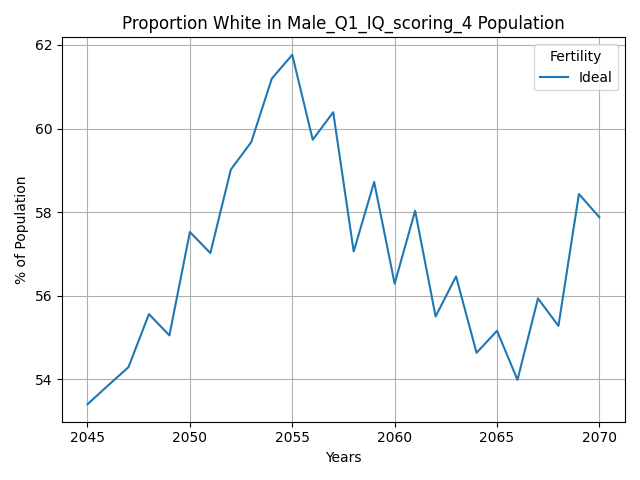 Proportion White in Male_Q1_IQ_scoring_4 Population
Fertility
Ideal
% of Population
62
60
58
56
54
2045
2050
2055
2060
2065
2070
Years